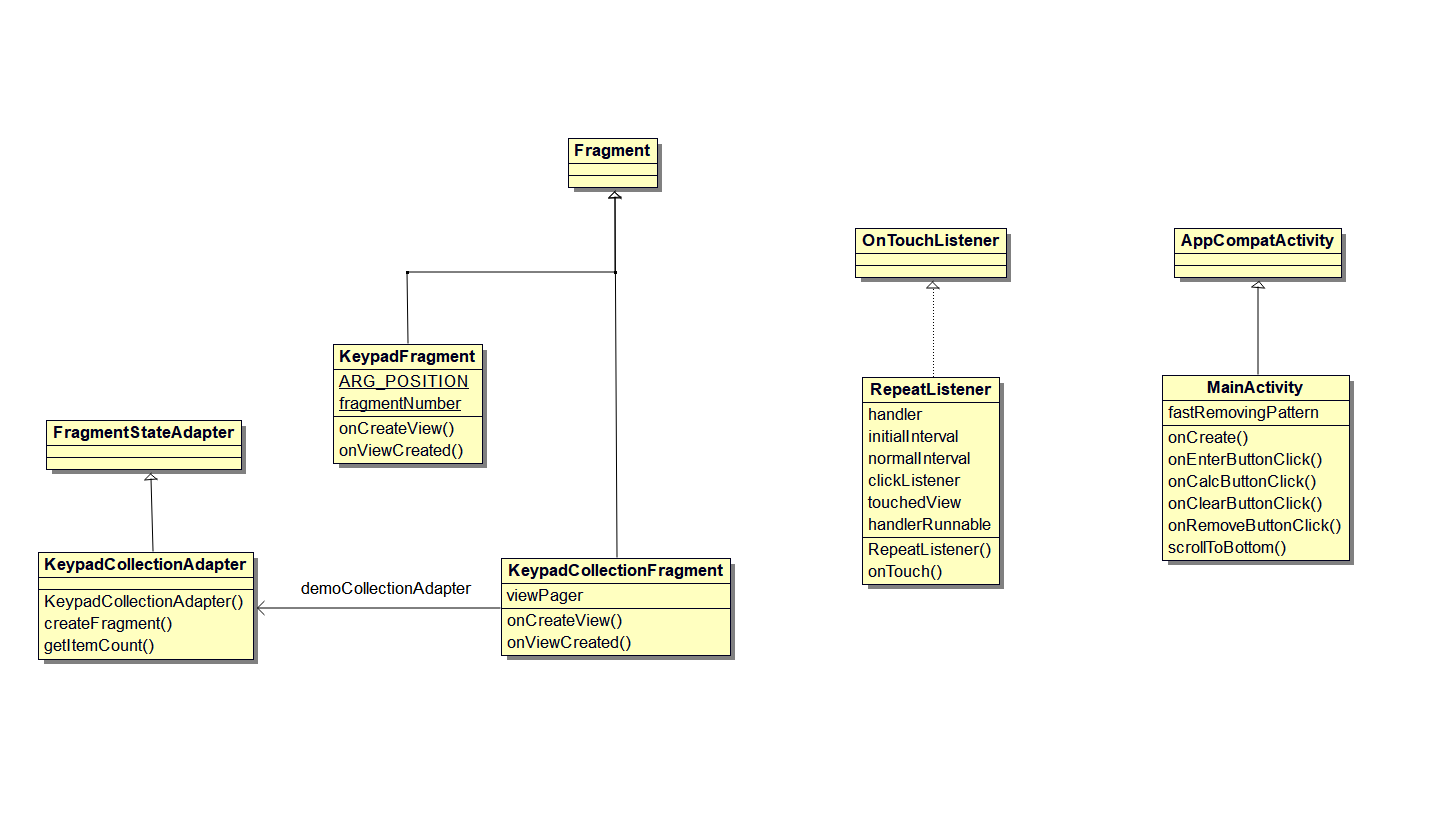 Fragment
OnTouchListener
AppCompatActivity
KeypadFragment
ARG_POSITION
fragmentNumber
onCreateView()
onViewCreated()
RepeatListener
handler
initialInterval
normalInterval
clickListener
touchedView
handlerRunnable
RepeatListener()
onTouch()
MainActivity
fastRemovingPattern
onCreate()
onEnterButtonClick()
onCalcButtonClick()
onClearButtonClick()
onRemoveButtonClick()
scrollToBottom()
FragmentStateAdapter
KeypadCollectionAdapter
KeypadCollectionAdapter()
createFragment()
getItemCount()
demoCollectionAdapter
KeypadCollectionFragment
viewPager
onCreateView()
onViewCreated()